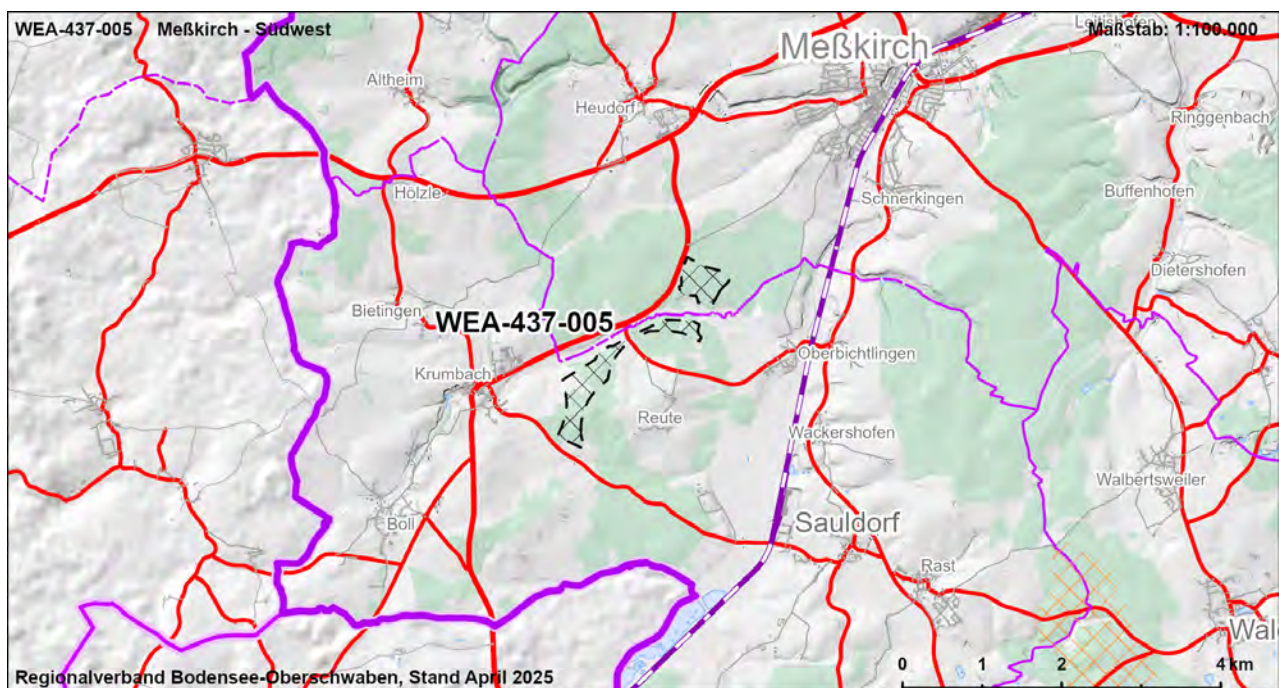 WEA-437-005 Meßkirch - Südwest
Maßstab: 1:100.000
Leitishofen
Meßkirch
Altheim
Heudorf
Ringgenbach
Hölzle
Schnerkingen
Buffenhofen
Dietershofen
Bietingen
WEA-437-005
Oberbichtlingen
Krumbach
Reute
Wackershofen
Walbertsweiler
Boll
Sauldorf
Rast
Wal
Regionalverband Bodensee-Oberschwaben, Stand April 2025
0 1 2 4 km